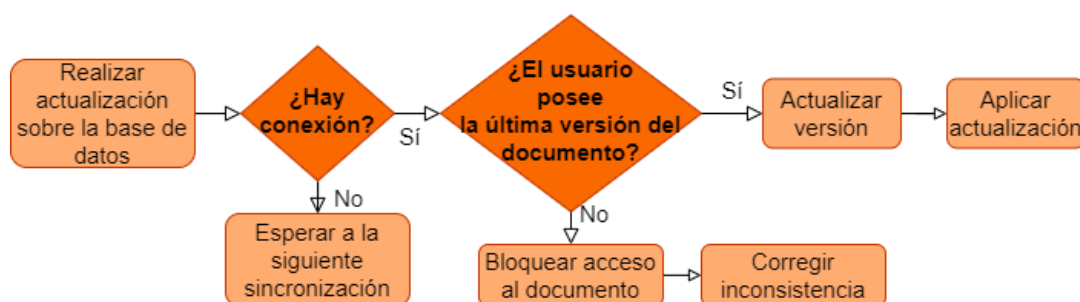 Realizar
actualización
sobre la base de
datos
¿Hay
conexión?
Sí
No
Esperar a la
siguiente
sincronización
¿El usuario
posee
la última versión del
documento?
Sí
Actualizar
versión
Aplicar
actualización
No
Bloquear acceso
al documento
Corregir
inconsistencia